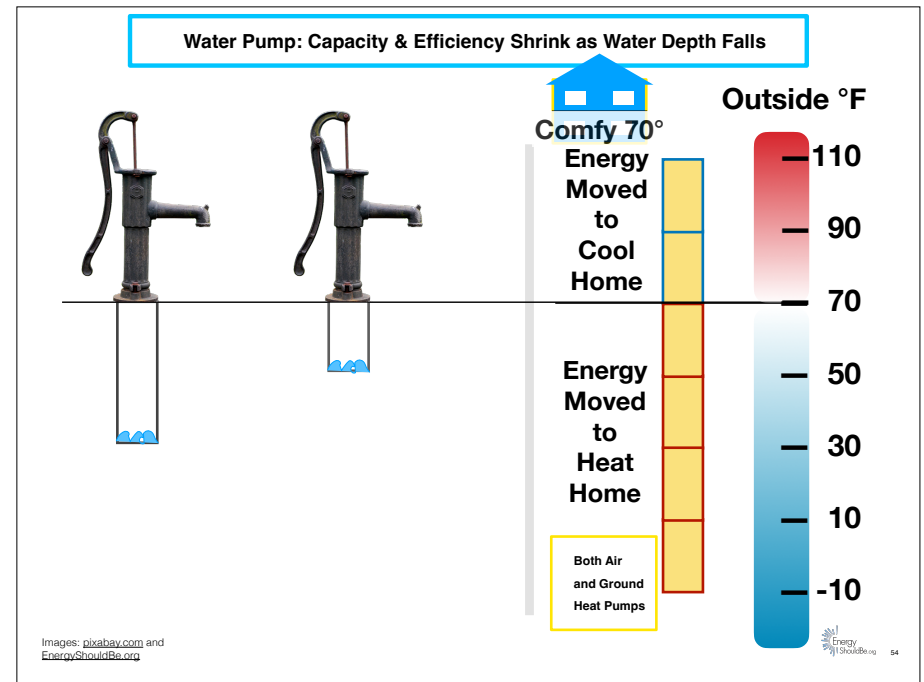 Water Pump: Capacity & Efficiency Shrink as Water Depth Falls
Outside °F
Comfy 70°
Energy
Moved
to
Cool
Home
Energy
Moved
to
Heat
Home
110
90
70
50
30
10
-10
Both Air
and Ground
Heat Pumps
Images: pixabay.com and
EnergyShouldBe.org
Energy
ShouldBe.org
54